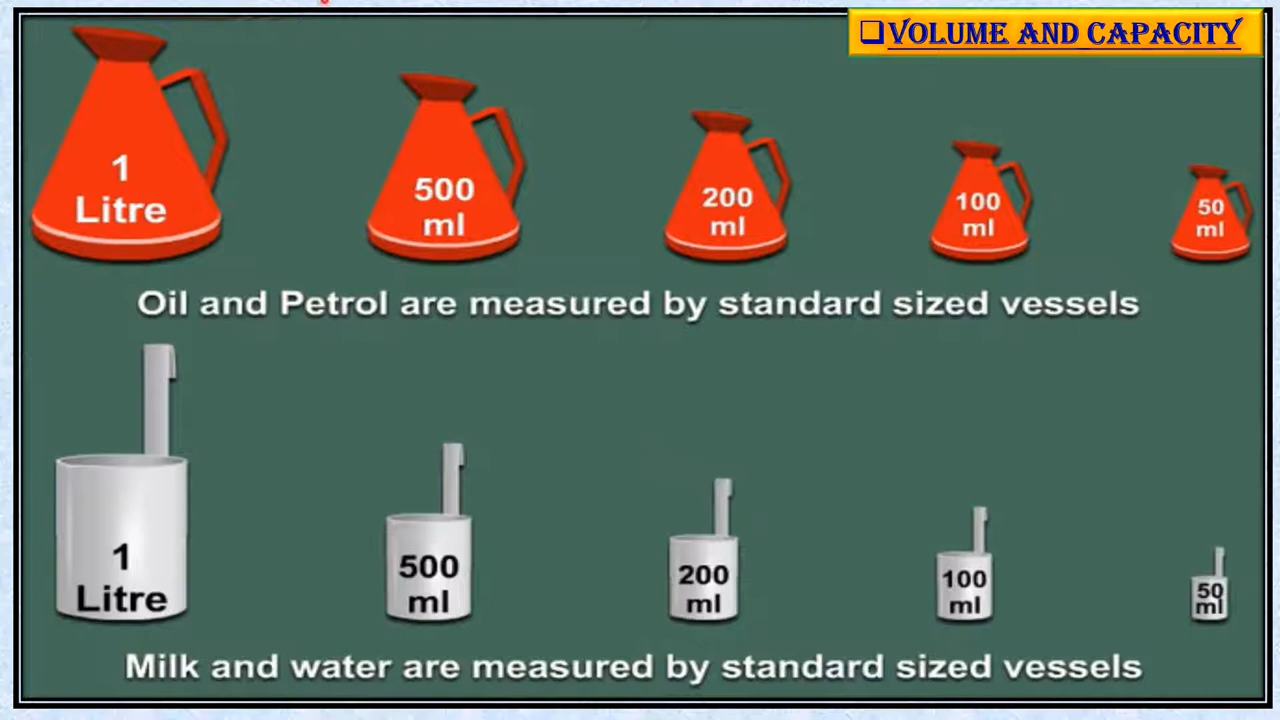 ❑VOLUME AND CAPACITY
1
Litre
500
ml
200
ml
100
ml
50
ml
Oil and Petrol are measured by standard sized vessels
1
Litre
500
ml
200
ml
100
ml
50
ml
Milk and water are measured by standard sized vessels